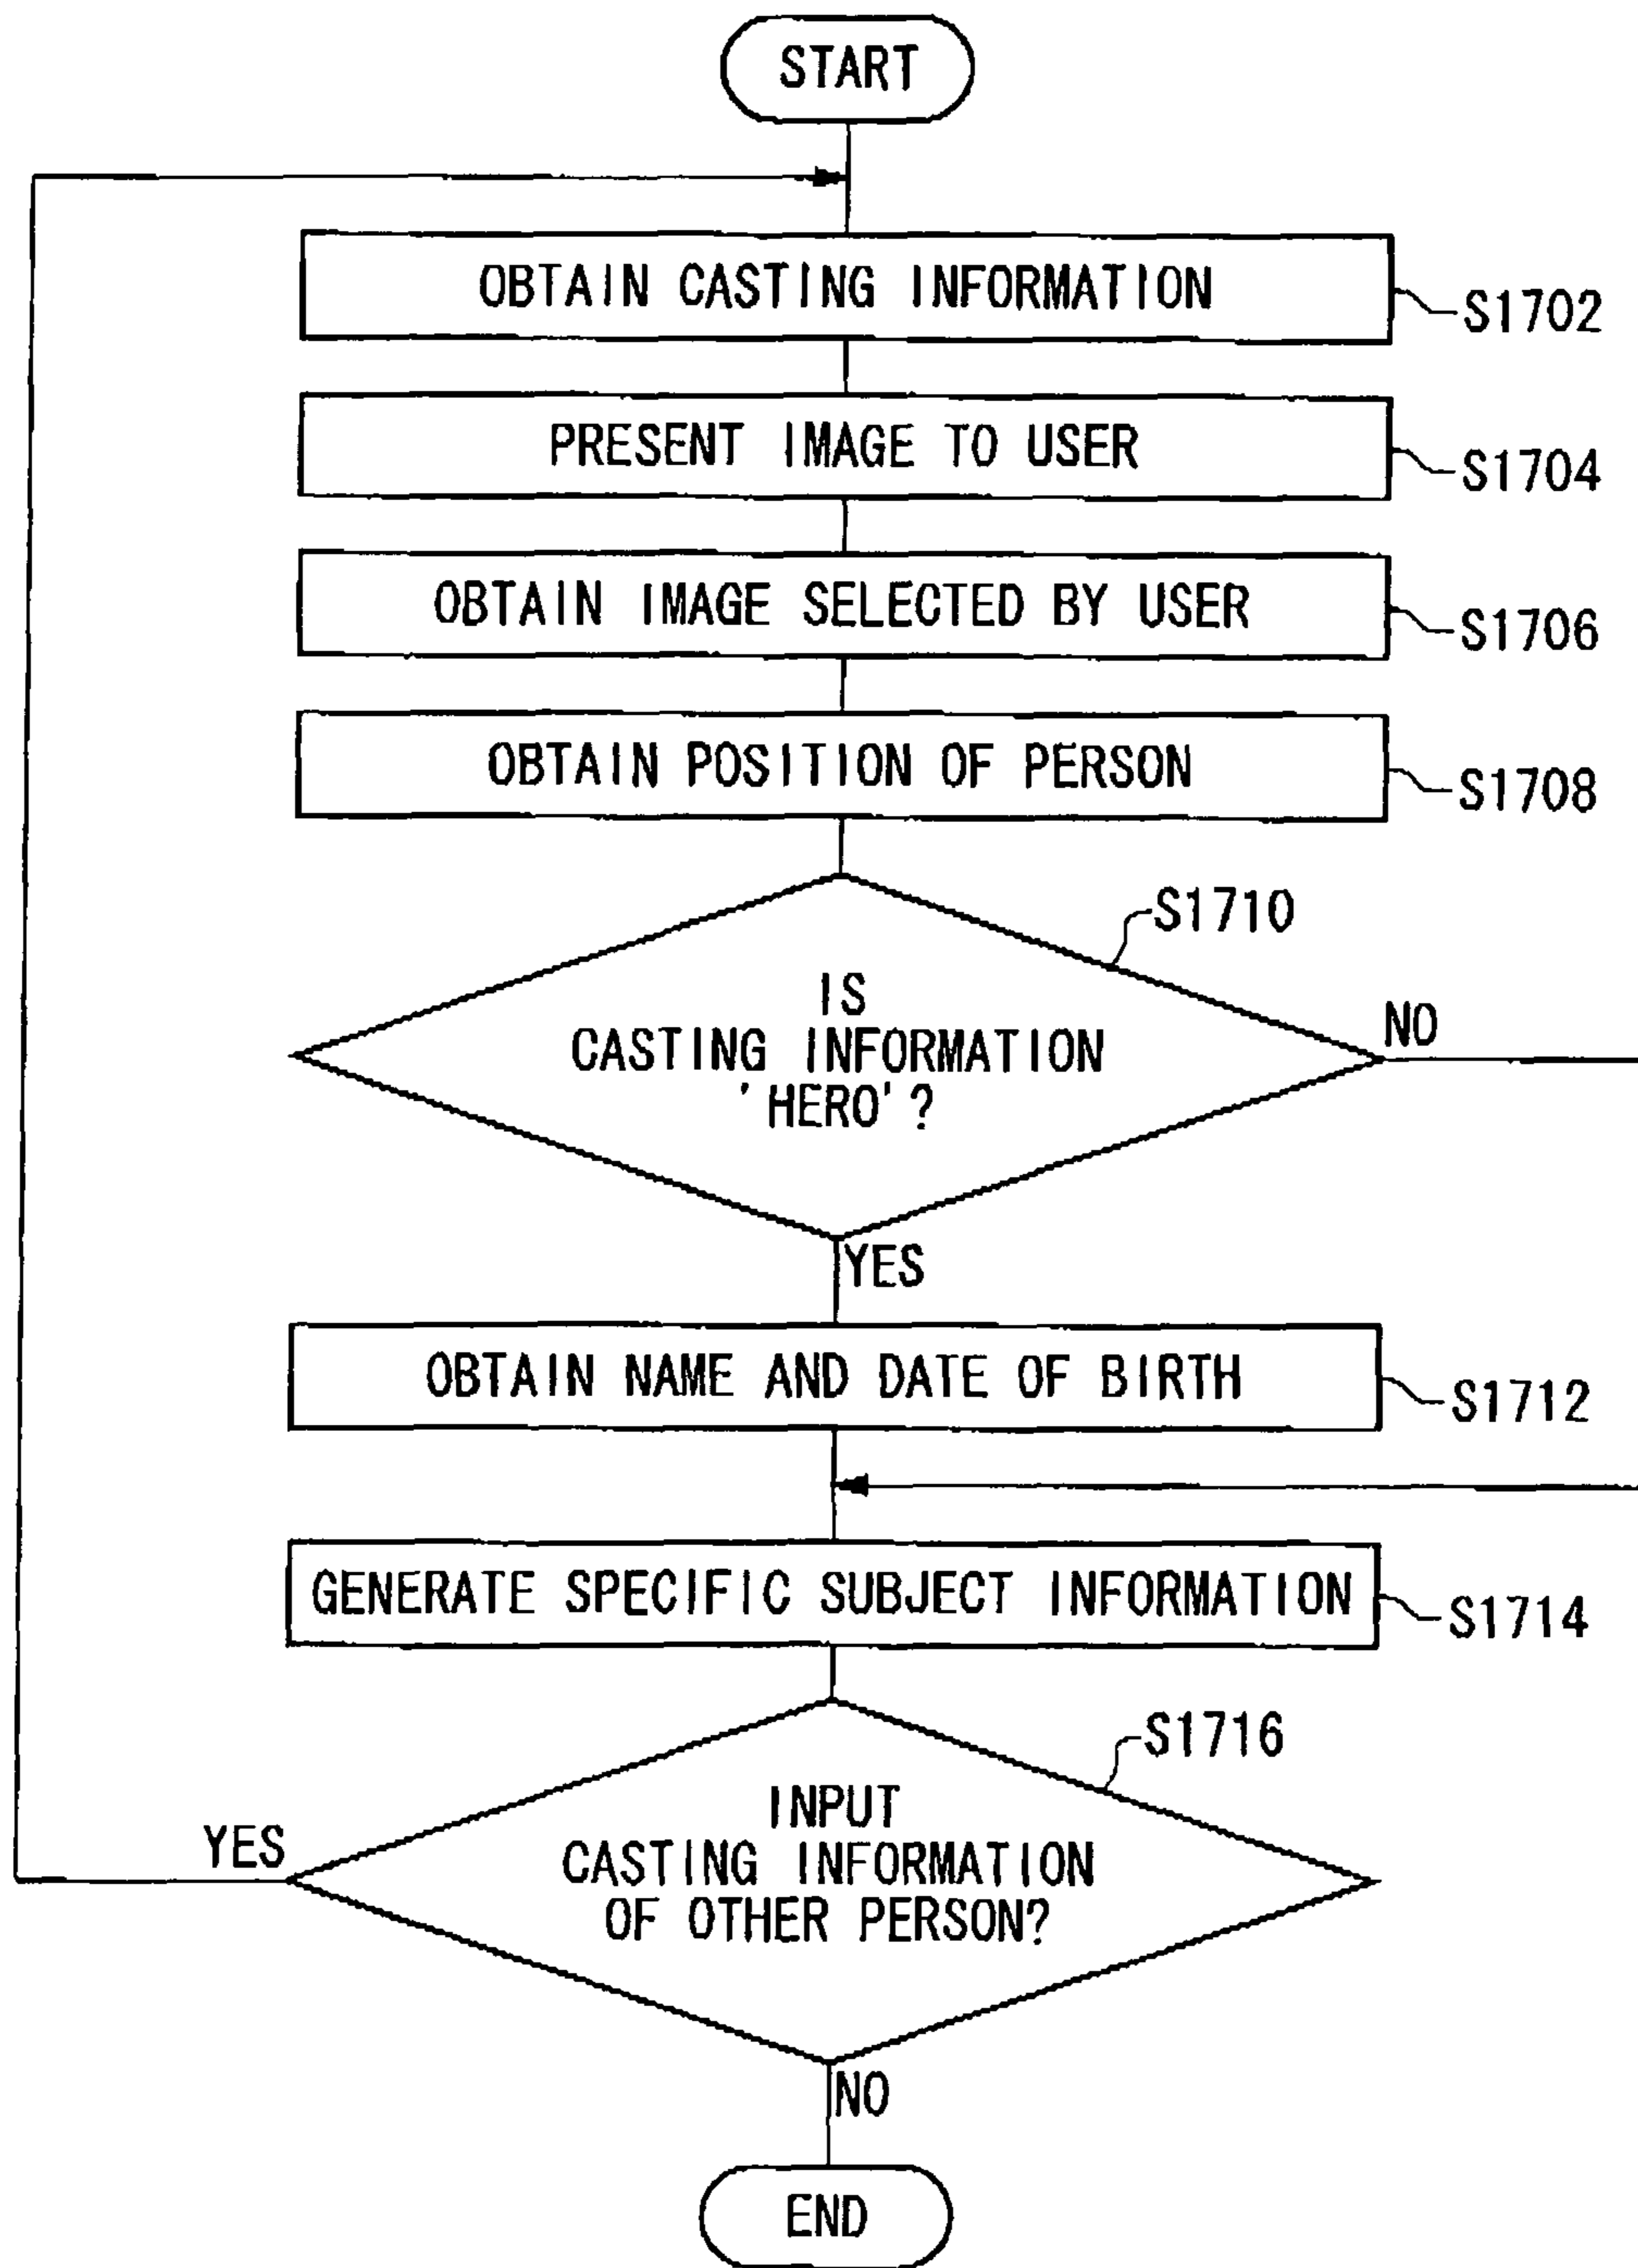 START
OBTAIN CASTING INFORMATION
S1702
PRESENT IMAGE TO USER
S1704
OBTAIN IMAGE SELECTED BY USER
S1706
OBTAIN POSITION OF PERSON
S1708
S1710
IS
CASTING INFORMATION
'HERO'?
NO
YES
OBTAIN NAME AND DATE OF BIRTH
S1712
GENERATE SPECIFIC SUBJECT INFORMATION
S1714
S1716
INPUT
CASTING INFORMATION
OF OTHER PERSON?
YES
NO
END